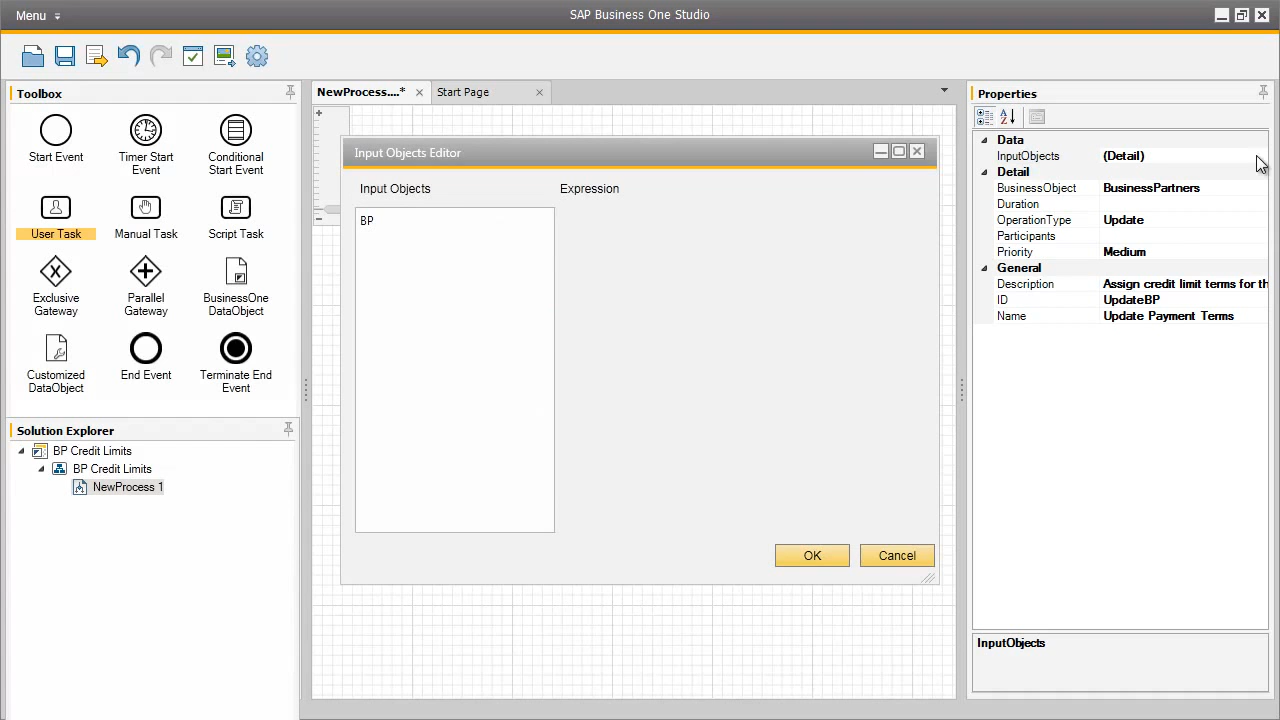 Menu
SAP Business One Studio
Toolbox
Start Event
Timer Start
Event
Conditional
Start Event
User Task
Manual Task
Script Task
Exclusive
Gateway
Parallel
Gateway
BusinessOne
DataObject
Customized
DataObject
End Event
Terminate End
Event
Solution Explorer
BP Credit Limits
BP Credit Limits
NewProcess 1
NewProcess....*
Start Page
Input Objects Editor
Input Objects
Expression
BP
OK
Cancel
Properties
Data
InputObjects (Detail)
Detail
BusinessObject BusinessPartners
Duration
OperationType Update
Participants
Priority Medium
General
Description Assign credit limit terms for th
ID UpdateBP
Name Update Payment Terms
InputObjects